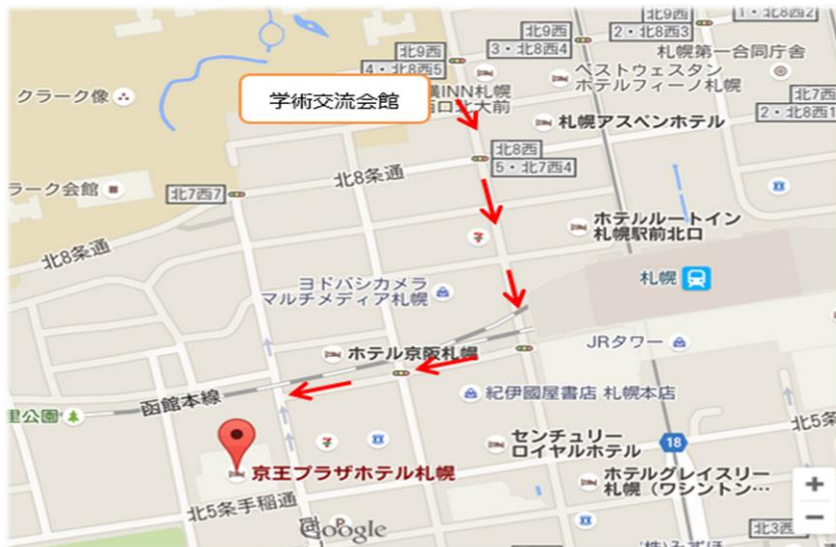 北9西
3・北8西4
北9西
4・北8西5
1・北8西2
2・北8西3
札幌第一合同庁舎
クラーク像
学術交流会館
INN札幌
北大前
ベストウェスタン
ホテルフィーノ札幌
北7西
2・北8西1
札幌アスペンホテル
北8西
5・北7西4
北8条通
ラーク会館
北7西7
北8条通
ホテルルートイン
札幌駅前北口
ヨドバシカメラ
マルチメディア札幌
札幌
JRタワー
ホテル京阪札幌
函館本線
里公園
紀伊國屋書店 札幌本店
北5条
センチュリー
ロイヤルホテル
18
京王プラザホテル札幌
ホテルグレイスリー
札幌（ワシントン…
北5条手稲通
Google
北3西
+
−